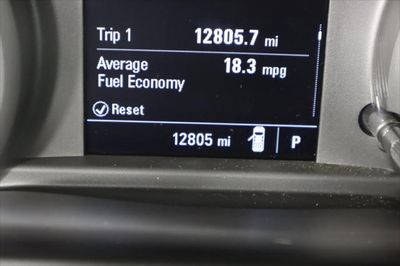 Trip 1 12805.7 mi
Average 18.3 mpg
Fuel Economy
Reset
12805 mi P